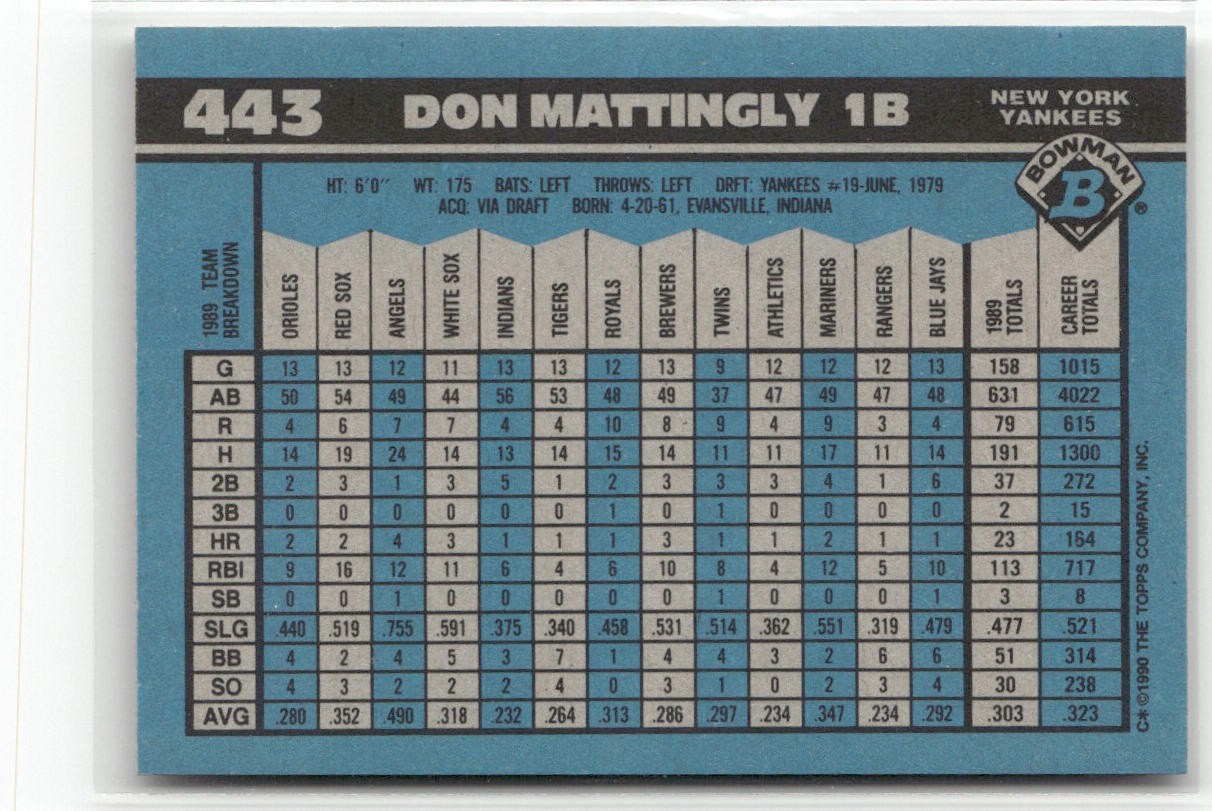 443 DON MATTINGLY 1B NEW YORK YANKEES
BOWMAN
B ®
HT: 6'0" WT: 175 BATS: LEFT THROWS: LEFT DRFT: YANKEES #19-JUNE, 1979
ACQ: VIA DRAFT BORN: 4-20-61, EVANSVILLE, INDIANA
1989 TEAM BREAKDOWN ORIOLES RED SOX ANGELS WHITE SOX INDIANS TIGERS ROYALS BREWERS TWINS ATHLETICS MARINERS RANGERS BLUE JAYS 1989 TOTALS CAREER TOTALS
G 13 13 12 11 13 13 12 13 9 12 12 12 13 158 1015
AB 50 54 49 44 56 53 48 49 37 47 49 47 48 631 4022
R 4 6 7 7 4 4 10 8 9 4 9 3 4 79 615
H 14 19 24 14 13 14 15 14 11 11 17 11 14 191 1300
2B 2 3 1 3 5 1 2 3 3 3 4 1 6 37 272
3B 0 0 0 0 0 0 1 0 1 0 0 0 0 2 15
HR 2 2 4 3 1 1 1 3 1 1 2 1 1 23 164
RBI 9 16 12 11 6 4 6 10 8 4 12 5 10 113 717
SB 0 0 1 0 0 0 0 0 1 0 0 0 1 3 8
SLG .440 .519 .755 .591 .375 .340 .458 .531 .514 .362 .551 .319 .479 .477 .521
BB 4 2 4 5 3 7 1 4 4 3 2 6 6 51 314
SO 4 3 2 2 2 4 0 3 1 0 2 3 4 30 238
AVG .280 .352 .490 .318 .232 .264 .313 .286 .297 .234 .347 .234 .292 .303 .323
C* ©1990 THE TOPPS COMPANY, INC.